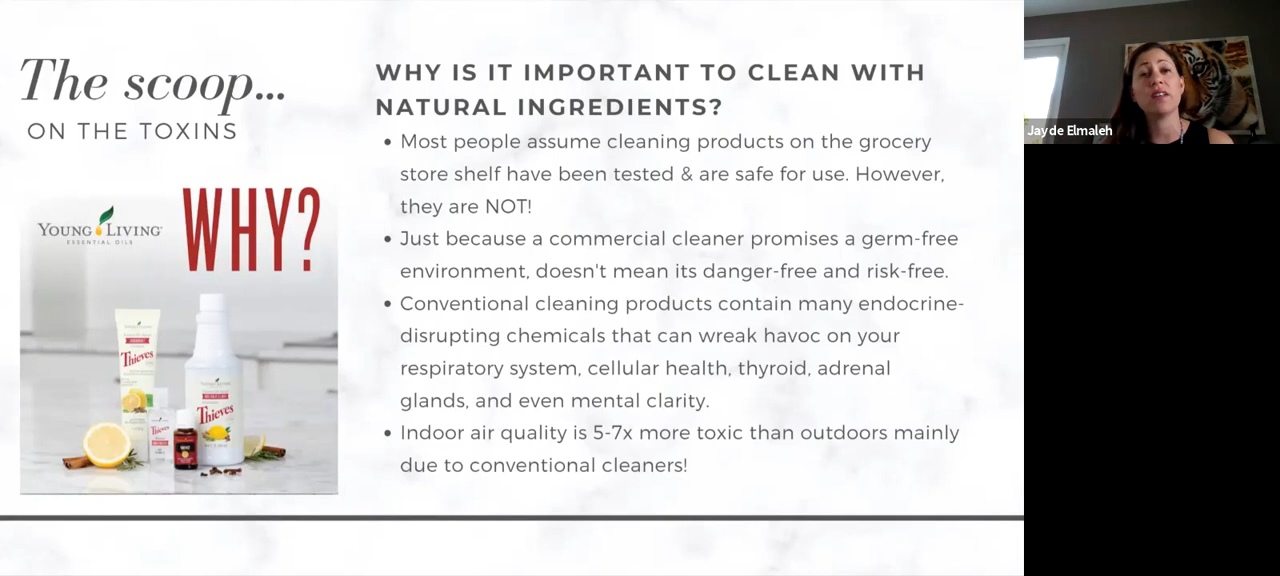 The scoop...
ON THE TOXINS
YOUNG LIVING
ESSENTIAL OILS
WHY?
Thieves
Thieves
YOUNG LIVING
Thieves
WHY IS IT IMPORTANT TO CLEAN WITH
NATURAL INGREDIENTS?
• Most people assume cleaning products on the grocery
store shelf have been tested & are safe for use. However,
they are NOT!
• Just because a commercial cleaner promises a germ-free
environment, doesn't mean its danger-free and risk-free.
• Conventional cleaning products contain many endocrine-
disrupting chemicals that can wreak havoc on your
respiratory system, cellular health, thyroid, adrenal
glands, and even mental clarity.
• Indoor air quality is 5-7x more toxic than outdoors mainly
due to conventional cleaners!
Jayde Elmaleh